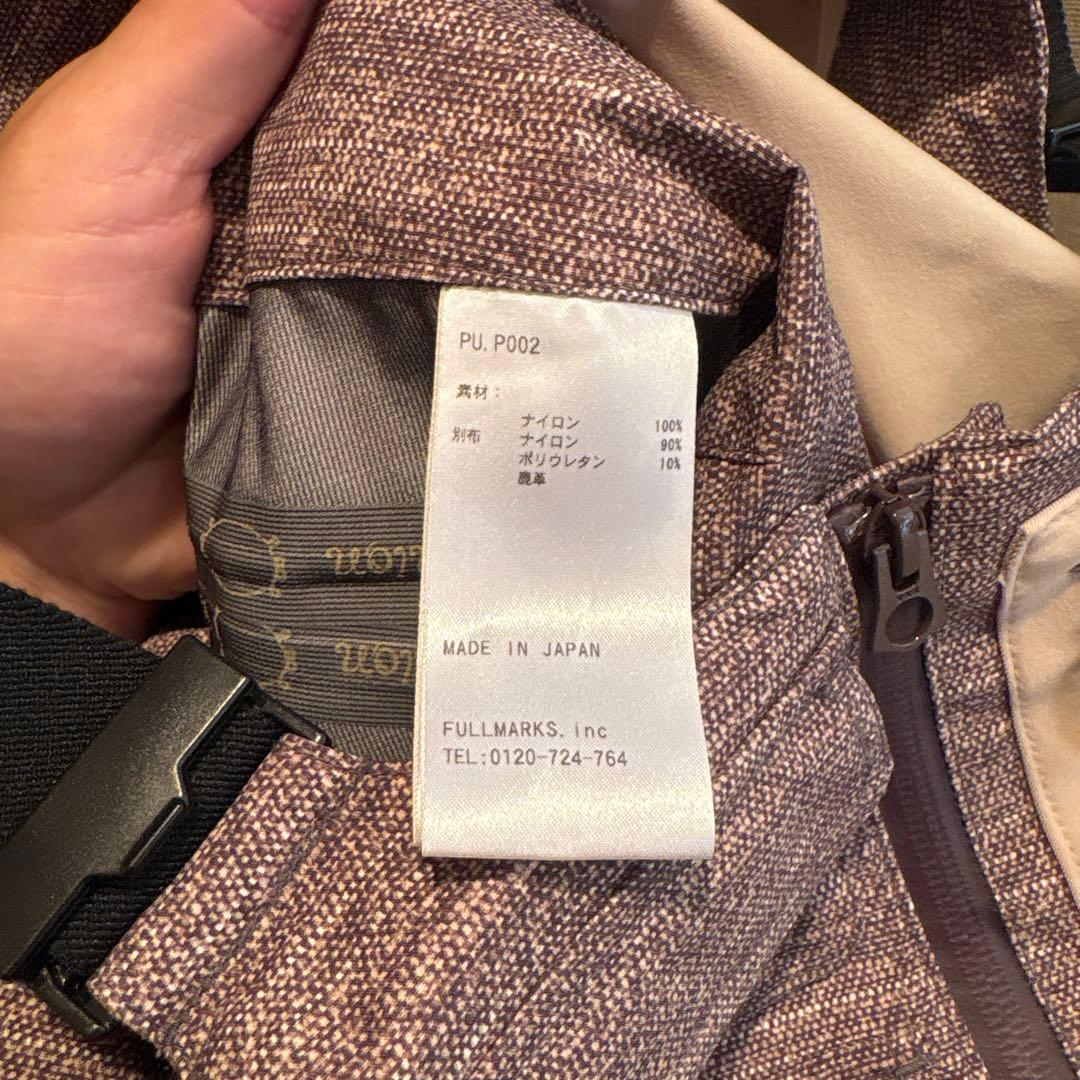 PU.P002
素材：
ナイロン 100%
別布 ナイロン 90%
ポリウレタン 10%
鹿革
MADE IN JAPAN
FULLMARKS.inc
TEL:0120-724-764